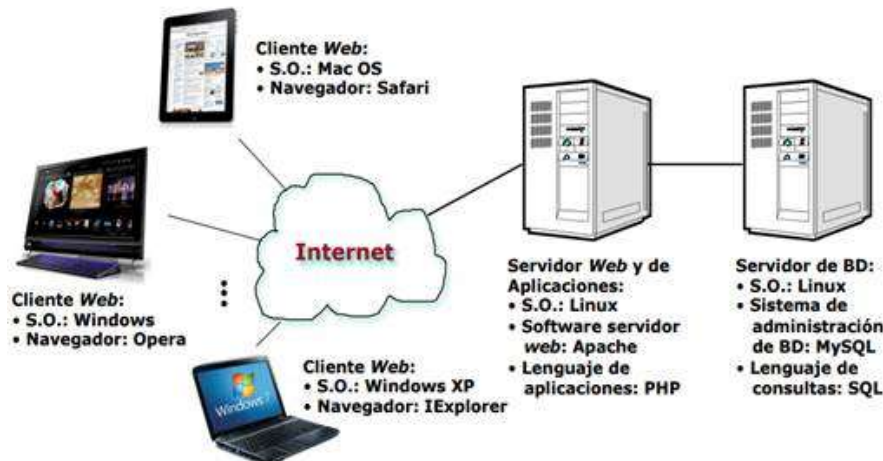 Cliente Web:
• S.O.: Mac OS
• Navegador: Safari
Internet
Cliente Web:
• S.O.: Windows
• Navegador: Opera
Windows 7
Cliente Web:
• S.O.: Windows XP
• Navegador: IExplorer
Servidor Web y de
Aplicaciones:
• S.O.: Linux
• Software servidor
web: Apache
• Lenguaje de
aplicaciones: PHP
Servidor de BD:
• S.O.: Linux
• Sistema de
administración
de BD: MySQL
• Lenguaje de
consultas: SQL